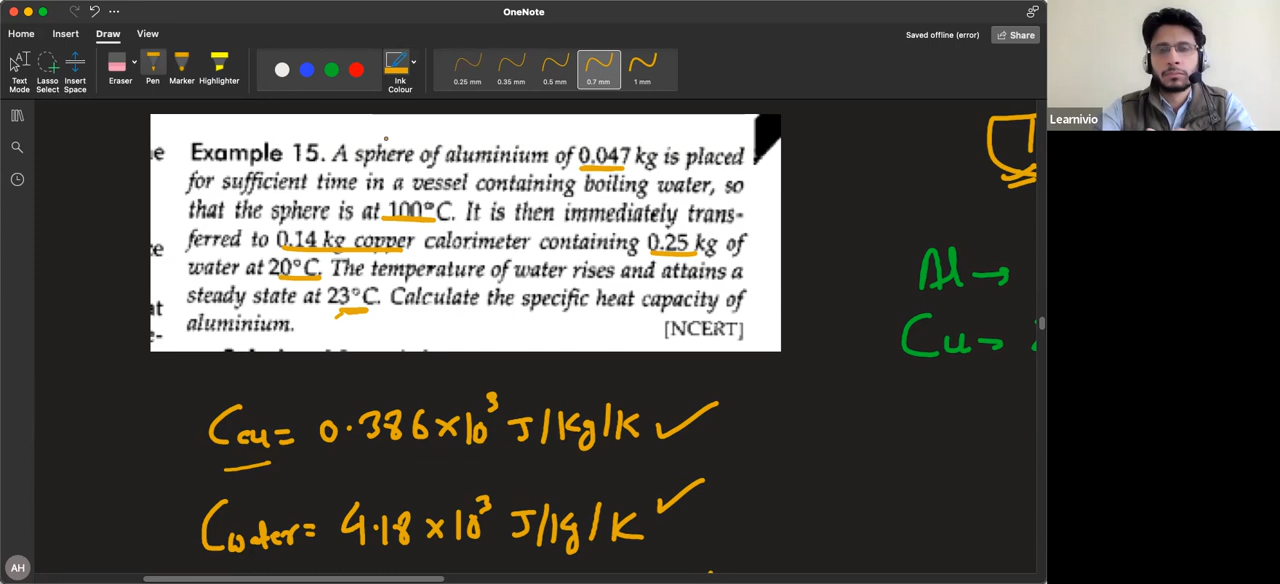 OneNote
Home Insert Draw View
Saved offline (error) Share
Text Mode
Lasso Select
Insert Space
Eraser
Pen
Marker
Highlighter
Ink Colour
0.25 mm
0.35 mm
0.5 mm
0.7 mm
1 mm
Learnivio
ie
Example 15. A sphere of aluminium of 0.047 kg is placed
for sufficient time in a vessel containing boiling water, so
that the sphere is at 100°C. It is then immediately trans-
ferred to 0.14 kg copper calorimeter containing 0.25 kg of
water at 20°C. The temperature of water rises and attains a
steady state at 23°C. Calculate the specific heat capacity of
aluminium. [NCERT]
Al →
Cu →
Ccu = 0.386 × 10³ J/Kg/K ✓
Cwater = 4.18 × 10³ J/Kg/K ✓
AH